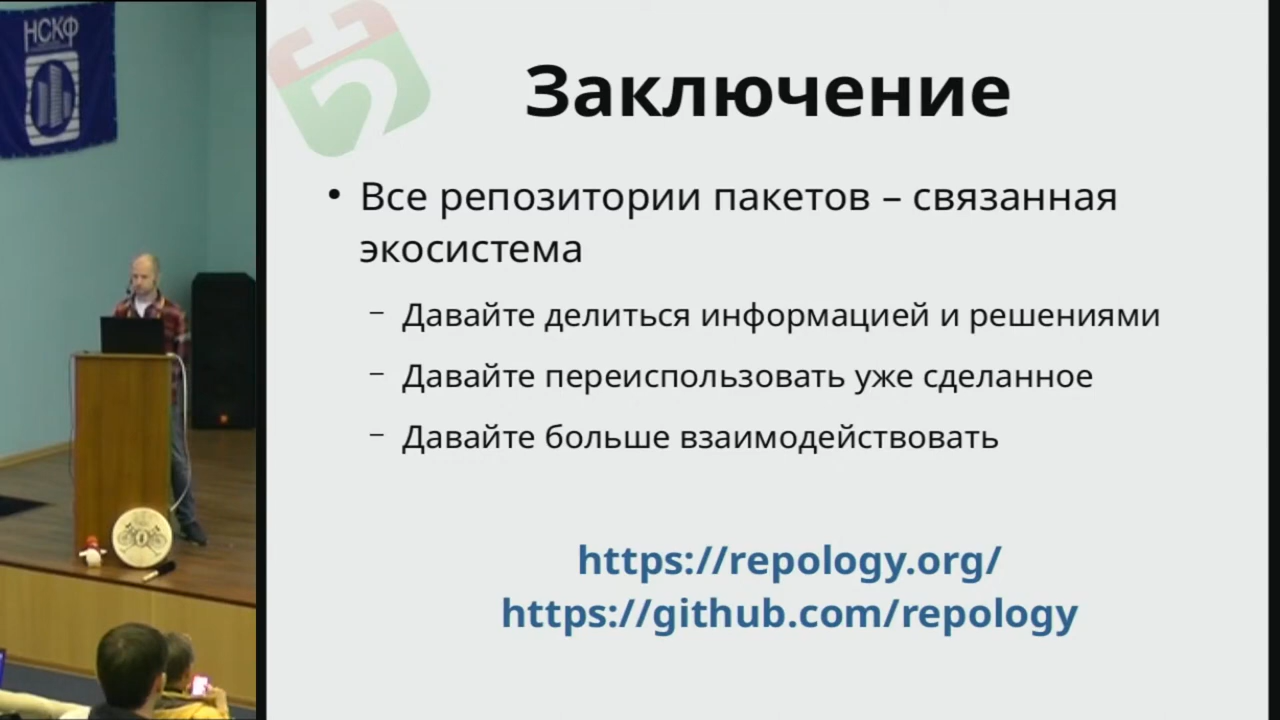 НСКФ
Заключение
• Все репозитории пакетов – связанная
экосистема
– Давайте делиться информацией и решениями
– Давайте переиспользовать уже сделанное
– Давайте больше взаимодействовать
https://repology.org/
https://github.com/repology